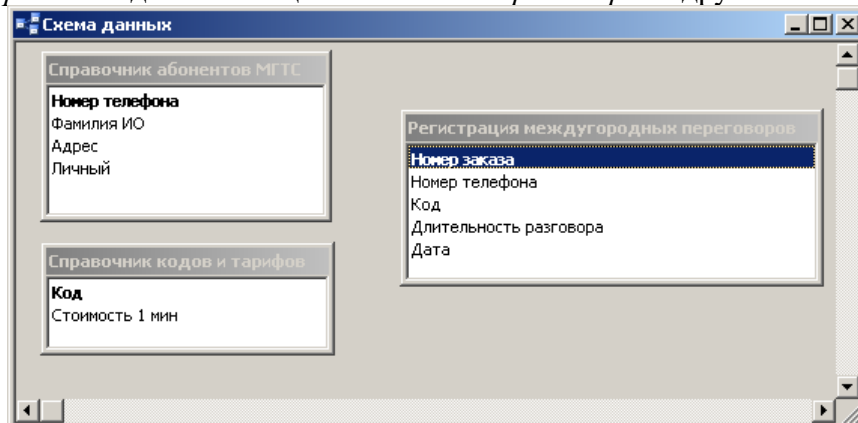 Схема данных
Справочник абонентов МГТС
Номер телефона
Фамилия ИО
Адрес
Личный
Регистрация междугородных переговоров
Номер заказа
Номер телефона
Код
Длительность разговора
Дата
Справочник кодов и тарифов
Код
Стоимость 1 мин